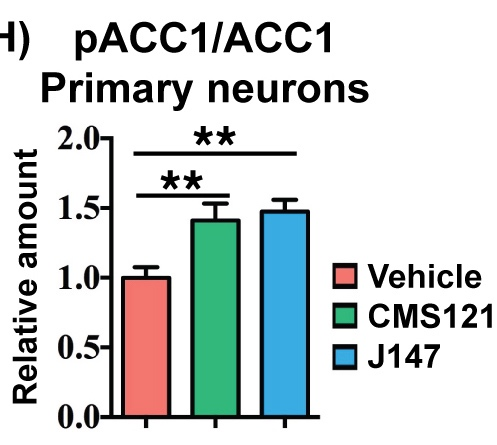 H) pACC1/ACC1
Primary neurons
Relative amount
2.0
1.5
1.0
0.5
0.0
**
**
Vehicle
CMS121
J147